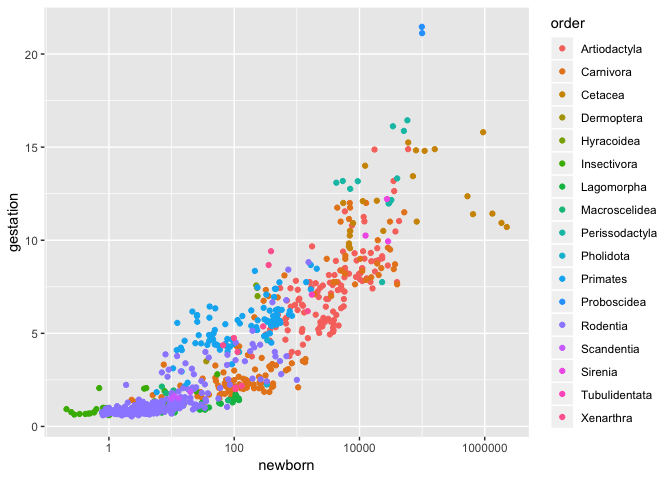 order
Artiodactyla
Carnivora
Cetacea
Dermoptera
Hyracoidea
Insectivora
Lagomorpha
Macroscelidea
Perissodactyla
Pholidota
Primates
Proboscidea
Rodentia
Scandentia
Sirenia
Tubulidentata
Xenarthra
gestation
20
15
10
5
0
1 100 10000 1000000
newborn